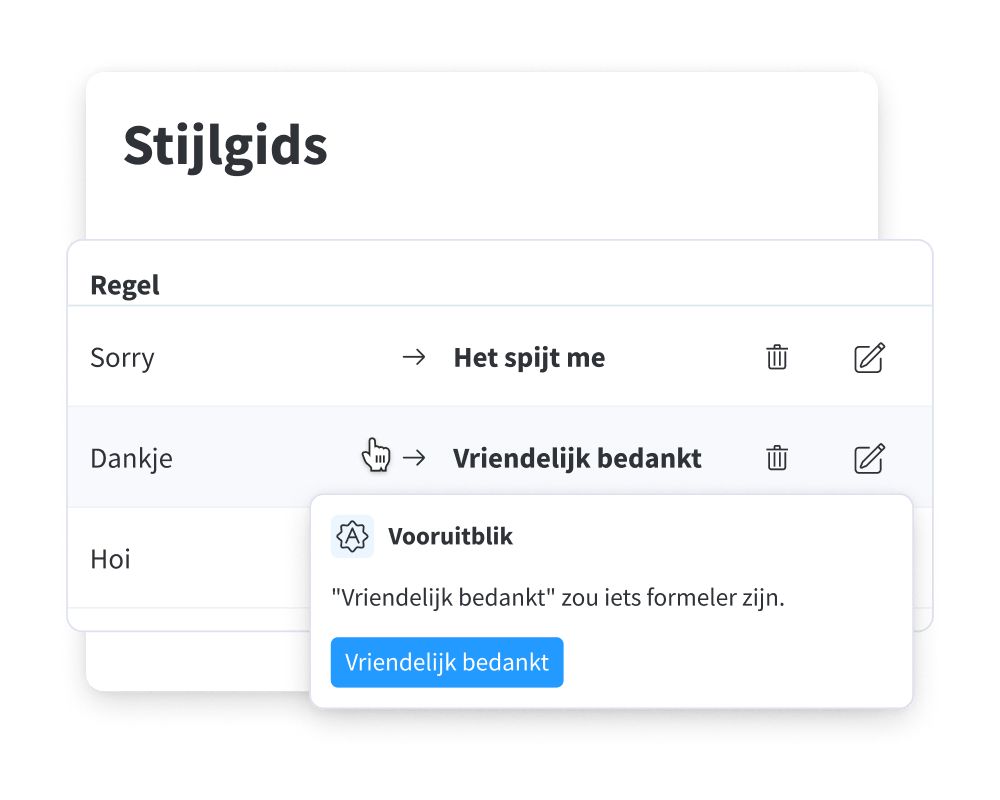 Stijlgids
Regel
Sorry → Het spijt me
Dankje → Vriendelijk bedankt
Hoi
Vooruitblik
"Vriendelijk bedankt" zou iets formeler zijn.
Vriendelijk bedankt